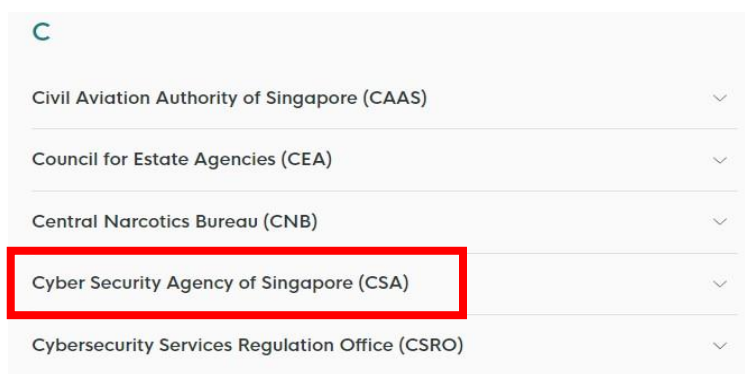 C
Civil Aviation Authority of Singapore (CAAS)
Council for Estate Agencies (CEA)
Central Narcotics Bureau (CNB)
Cyber Security Agency of Singapore (CSA)
Cybersecurity Services Regulation Office (CSRO)